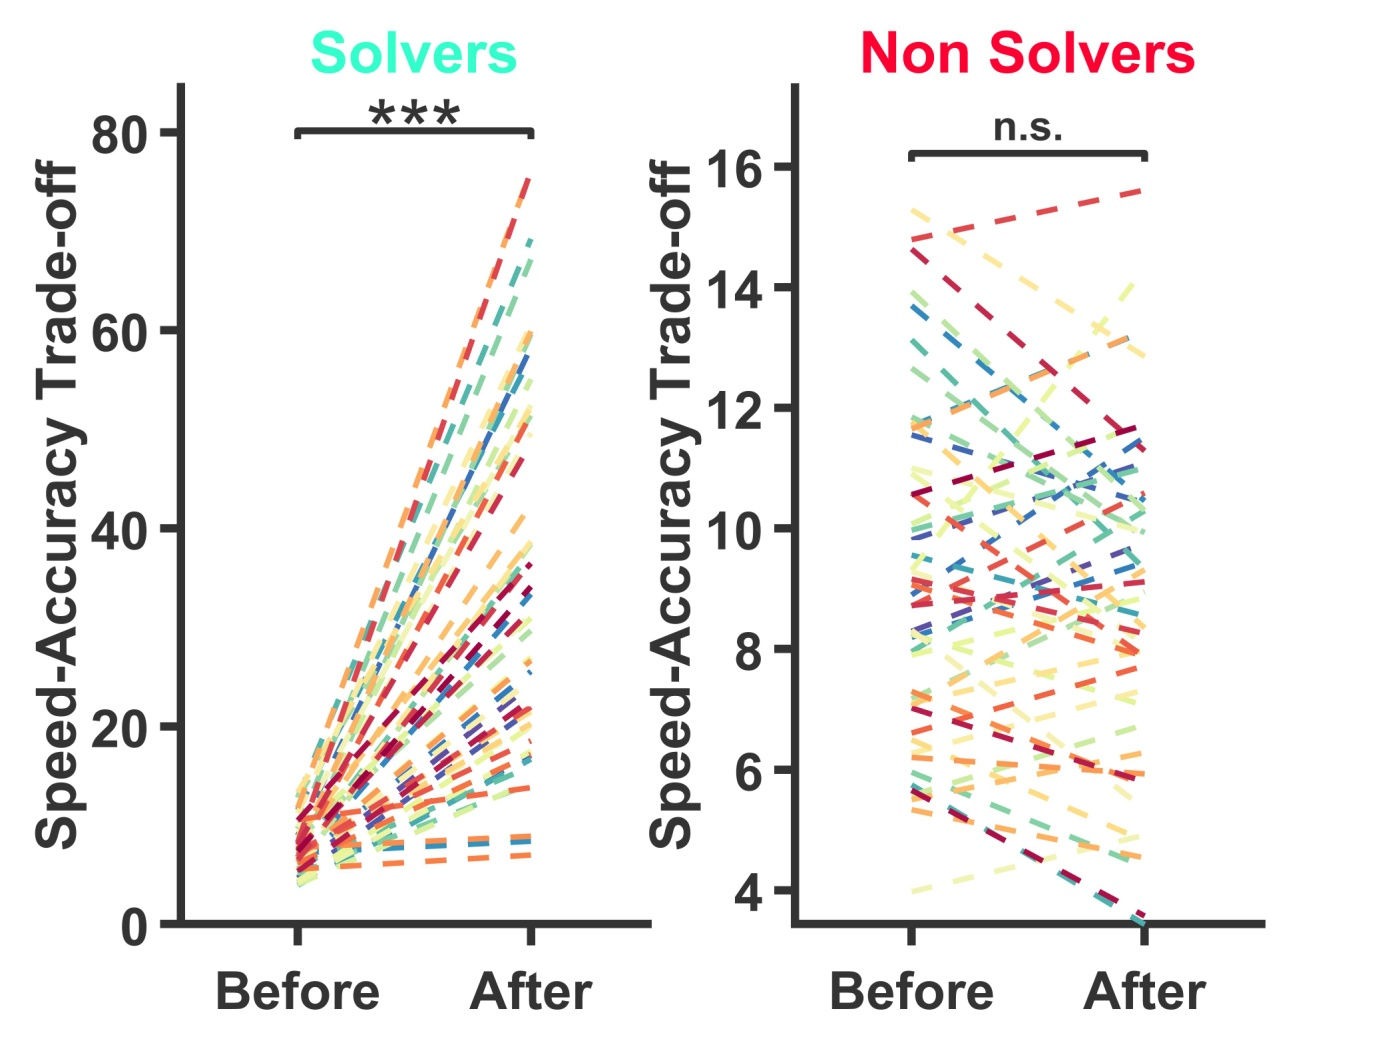 Solvers
***
80
60
40
20
0
Speed-Accuracy Trade-off
Before
After
Non Solvers
n.s.
16
14
12
10
8
6
4
Speed-Accuracy Trade-off
Before
After